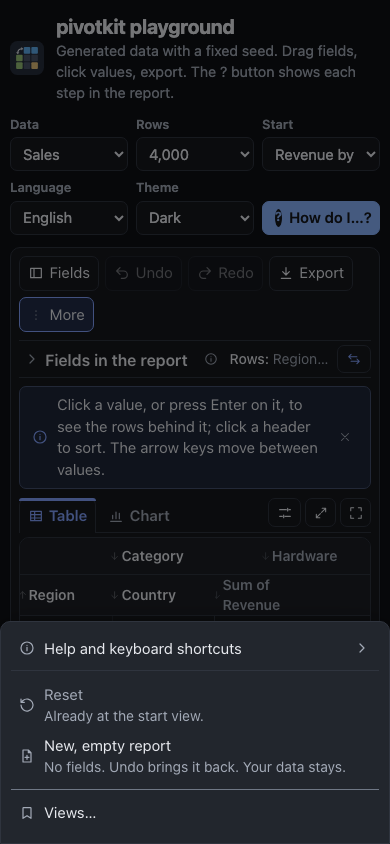 pivotkit playground
Generated data with a fixed seed. Drag fields,
click values, export. The ? button shows each
step in the report.
Data Rows Start
Sales 4,000 Revenue by
Language Theme
English Dark ? How do I...?
Fields Undo Redo Export
More
Fields in the report Rows: Region...
Click a value, or press Enter on it, to
see the rows behind it; click a header
to sort. The arrow keys move between
values.
Table Chart
↓ Category ↓ Hardware
↑ Region ↓ Country ↓ Sum of
Revenue
Help and keyboard shortcuts
Reset
Already at the start view.
New, empty report
No fields. Undo brings it back. Your data stays.
Views...